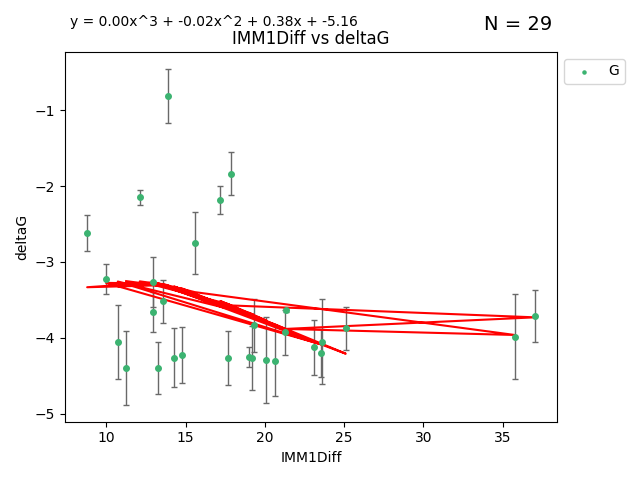 y = 0.00x^3 + -0.02x^2 + 0.38x + -5.16
N = 29
IMM1Diff vs deltaG
G
deltaG
−1
−2
−3
−4
−5
10 15 20 25 30 35
IMM1Diff